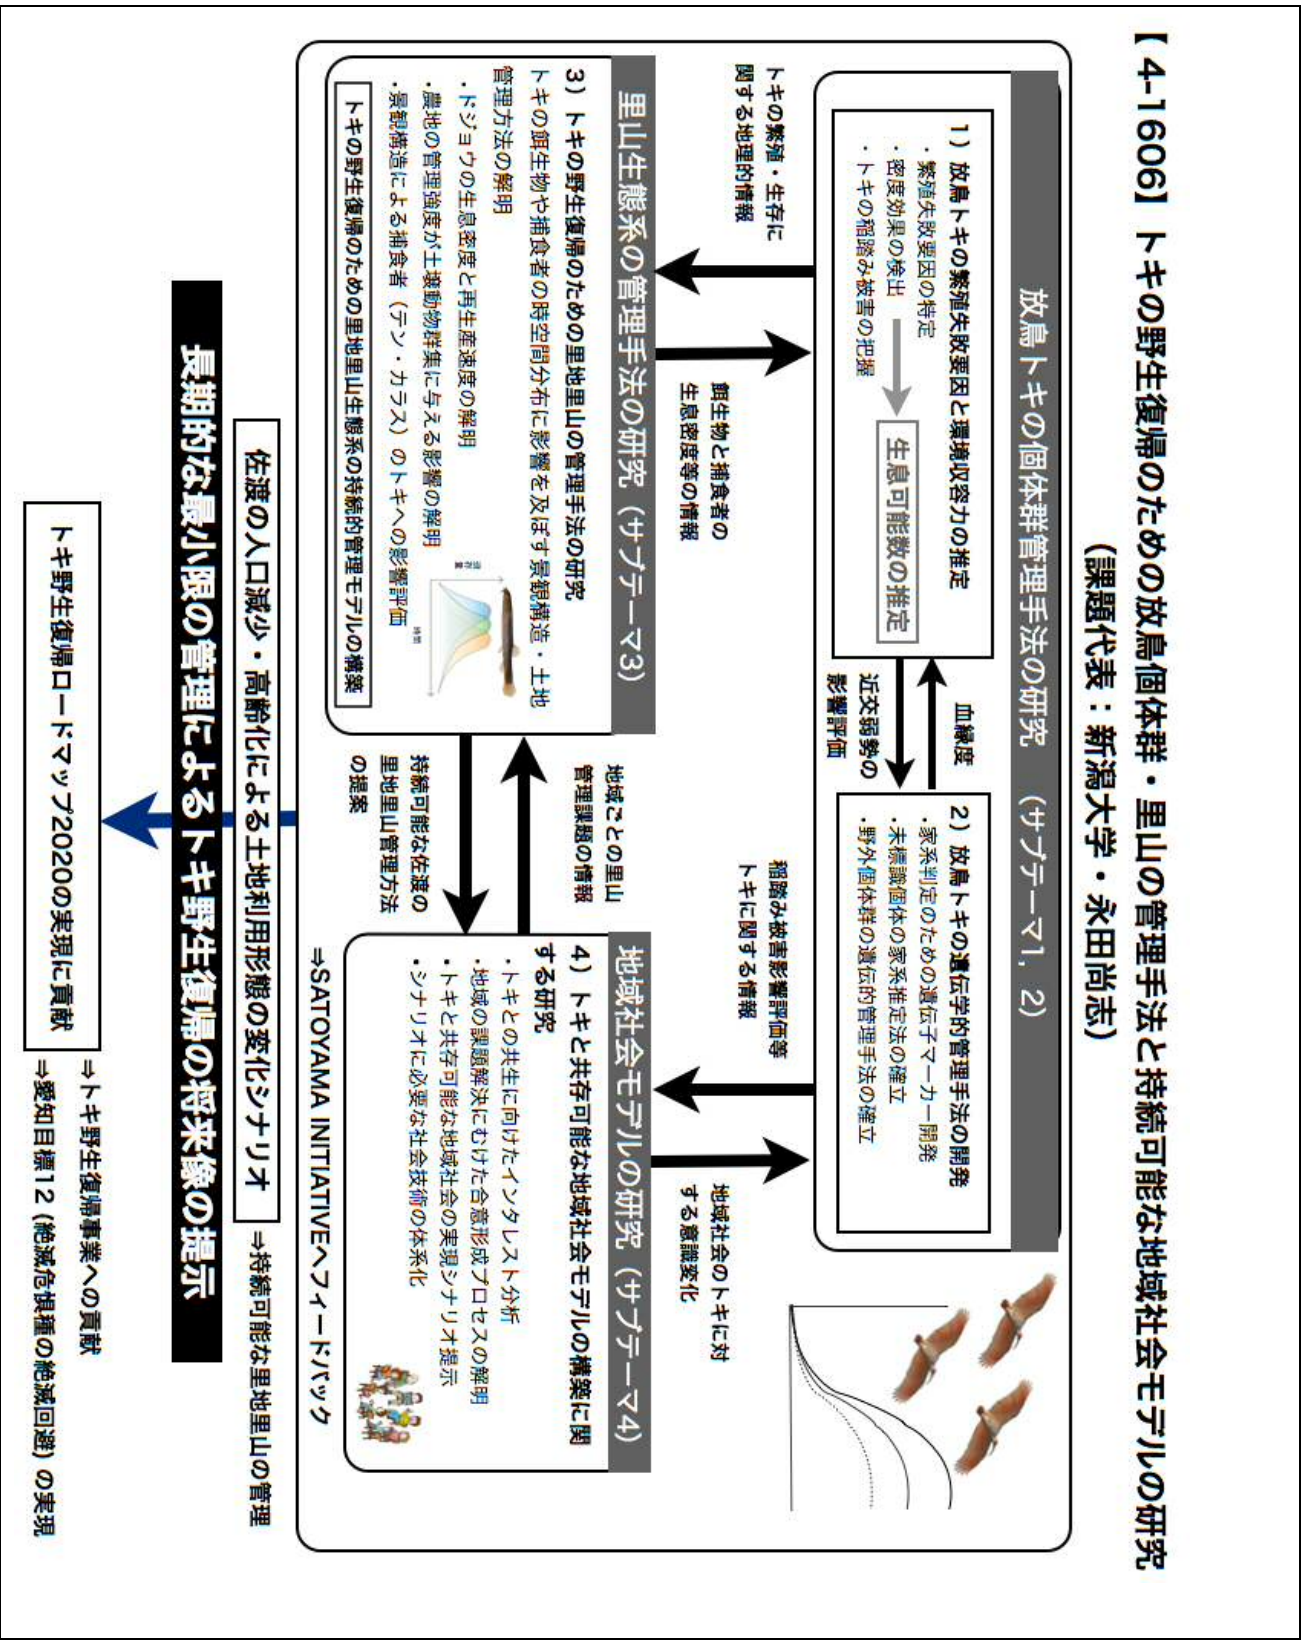 【 4-1606】トキの野生復帰のための放鳥個体群・里山の管理手法と持続可能な地域社会モデルの研究
（課題代表：新潟大学・永田尚志）
放鳥トキの個体群管理手法の研究　（サブテーマ1, 2）
1）放鳥トキの繁殖失敗要因と環境収容力の推定
・繁殖失敗要因の特定
・密度効果の検出
・トキの稲踏み被害の把握
生息可能数の推定
血縁度
近交弱勢の
影響評価
2）放鳥トキの遺伝学的管理手法の開発
・家系判定のための遺伝子マーカー開発
・未標識個体の家系推定法の確立
・野外個体群の遺伝的管理手法の確立
トキの繁殖・生存に
関する地理的情報
餌生物と捕食者の
生息密度等の情報
稲踏み被害影響評価等
トキに関する情報
地域社会のトキに対
する意識変化
里山生態系の管理手法の研究（サブテーマ3）
3）トキの野生復帰のための里地里山の管理手法の研究
トキの餌生物や捕食者の時空間分布に影響を及ぼす景観構造・土地
管理方法の解明
・ドジョウの生息密度と再生産速度の解明
・農地の管理強度が土壌動物群集に与える影響の解明
・景観構造による捕食者（テン・カラス）のトキへの影響評価
現存量
時間
トキの野生復帰のための里地里山生態系の持続的管理モデルの構築
地域ごとの里山
管理課題の情報
持続可能な佐渡の
里地里山管理方法
の提案
地域社会モデルの研究（サブテーマ4）
4）トキと共存可能な地域社会モデルの構築に関
する研究
・トキとの共生に向けたインタレスト分析
・地域の課題解決にむけた合意形成プロセスの解明
・トキと共存可能な地域社会の実現シナリオ提示
・シナリオに必要な社会技術の体系化
⇒SATOYAMA INITIATIVEへフィードバック
佐渡の人口減少・高齢化による土地利用形態の変化シナリオ
⇒持続可能な里地里山の管理
長期的な最小限の管理によるトキ野生復帰の将来像の提示
トキ野生復帰ロードマップ2020の実現に貢献
⇒トキ野生復帰事業への貢献
⇒愛知目標12（絶滅危惧種の絶滅回避）の実現